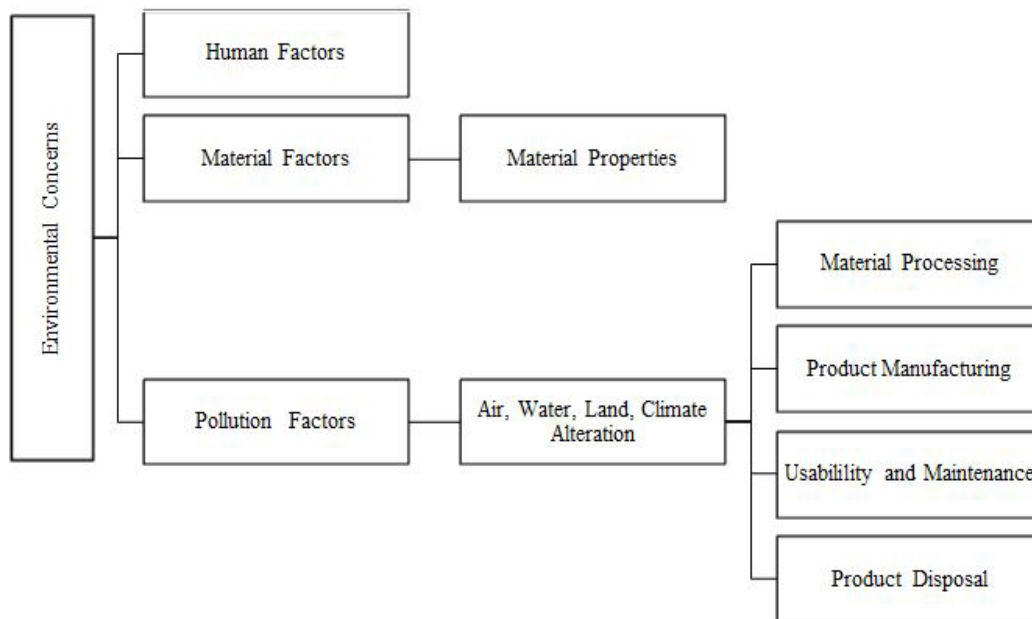 Environmental Concerns
Human Factors
Material Factors
Material Properties
Pollution Factors
Air, Water, Land, Climate
Alteration
Material Processing
Product Manufacturing
Usabilility and Maintenance
Product Disposal